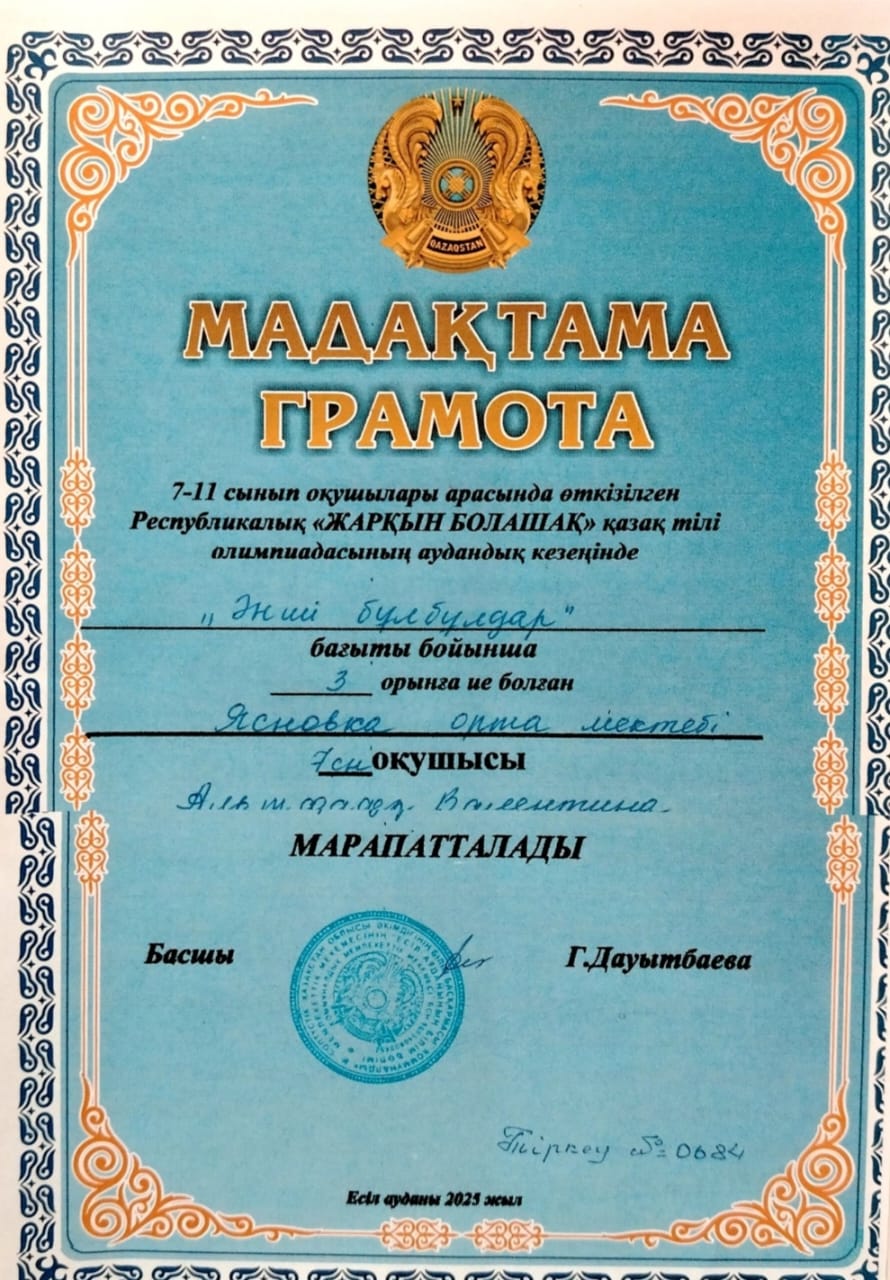 QAZAQSTAN
МАДАҚТАМА
ГРАМОТА
7-11 сынып оқушылары арасында өткізілген
Республикалық «ЖАРҚЫН БОЛАШАҚ» қазақ тілі
олимпиадасының аудандық кезеңінде
„Әнші бұлбұлдар"
бағыты бойынша
3 орынға ие болған
Ясновка орта мектебі
7сн оқушысы
Валентина
МАРАПАТТАЛАДЫ
Басшы
Г.Дауытбаева
Тіркеу № 0684
Есіл ауданы 2025 жыл